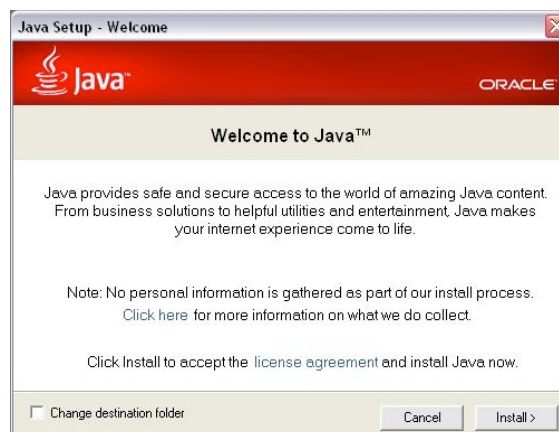 Java Setup - Welcome
Java™
ORACLE
Welcome to Java™
Java provides safe and secure access to the world of amazing Java content.
From business solutions to helpful utilities and entertainment, Java makes
your internet experience come to life.
Note: No personal information is gathered as part of our install process.
Click here for more information on what we do collect.
Click Install to accept the license agreement and install Java now.
Change destination folder
Cancel
Install >